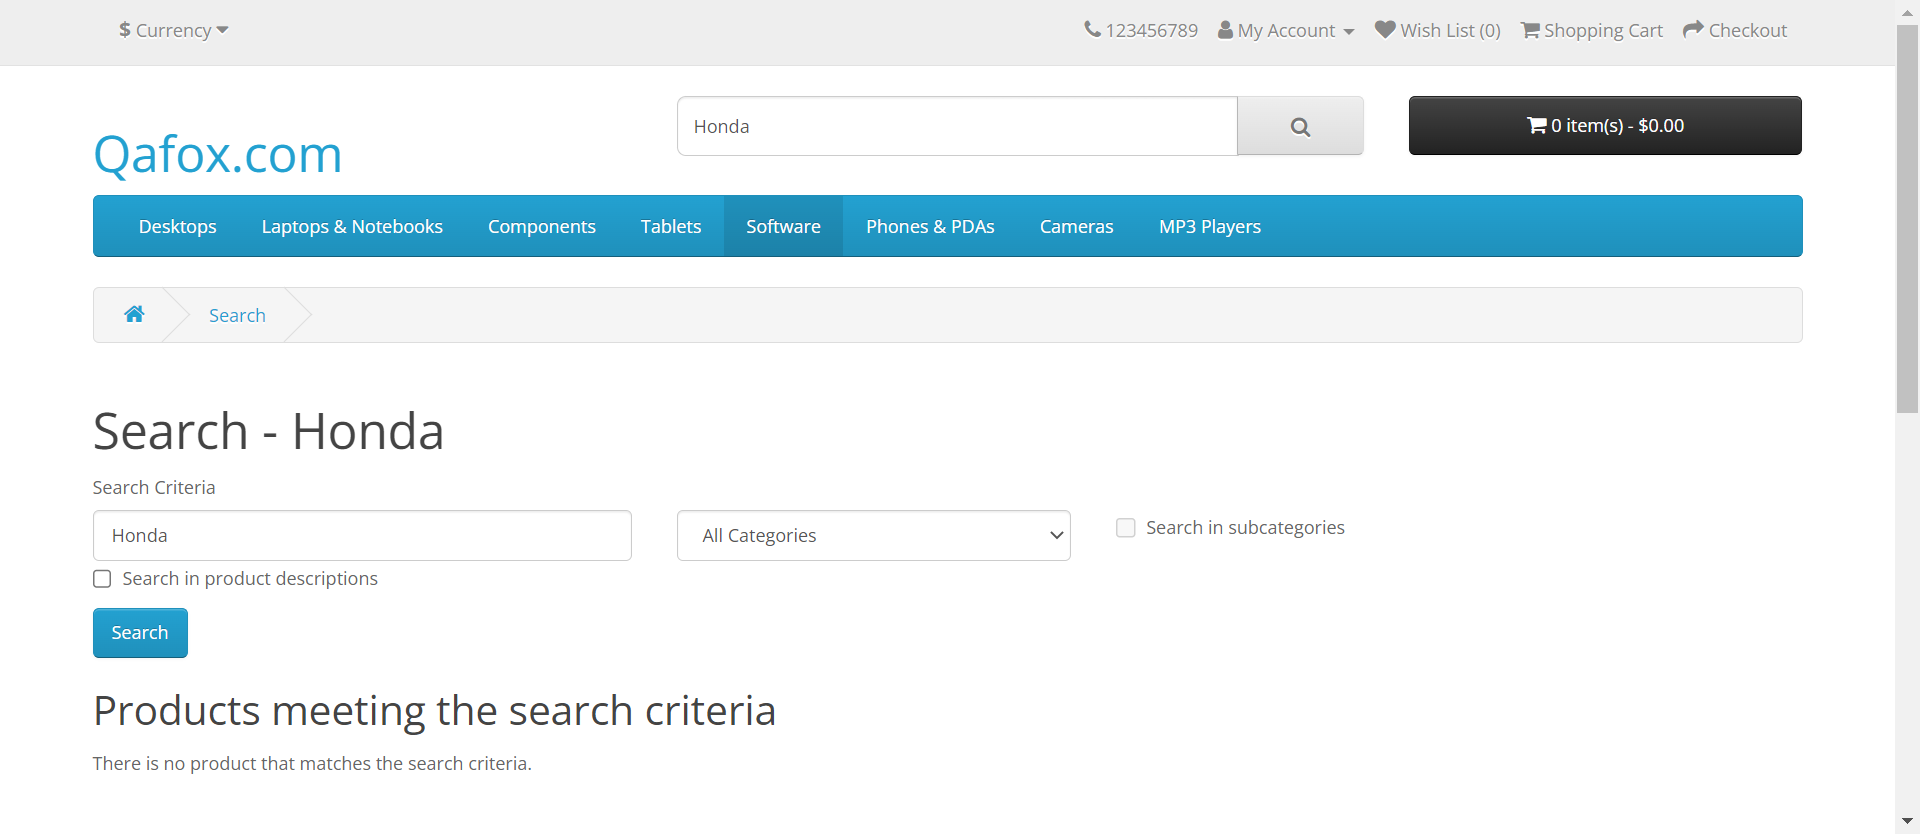 $ Currency
123456789 My Account Wish List (0) Shopping Cart Checkout
Qafox.com
Honda
0 item(s) - $0.00
Desktops Laptops & Notebooks Components Tablets Software Phones & PDAs Cameras MP3 Players
Search
Search - Honda
Search Criteria
Honda
All Categories
Search in subcategories
Search in product descriptions
Search
Products meeting the search criteria
There is no product that matches the search criteria.